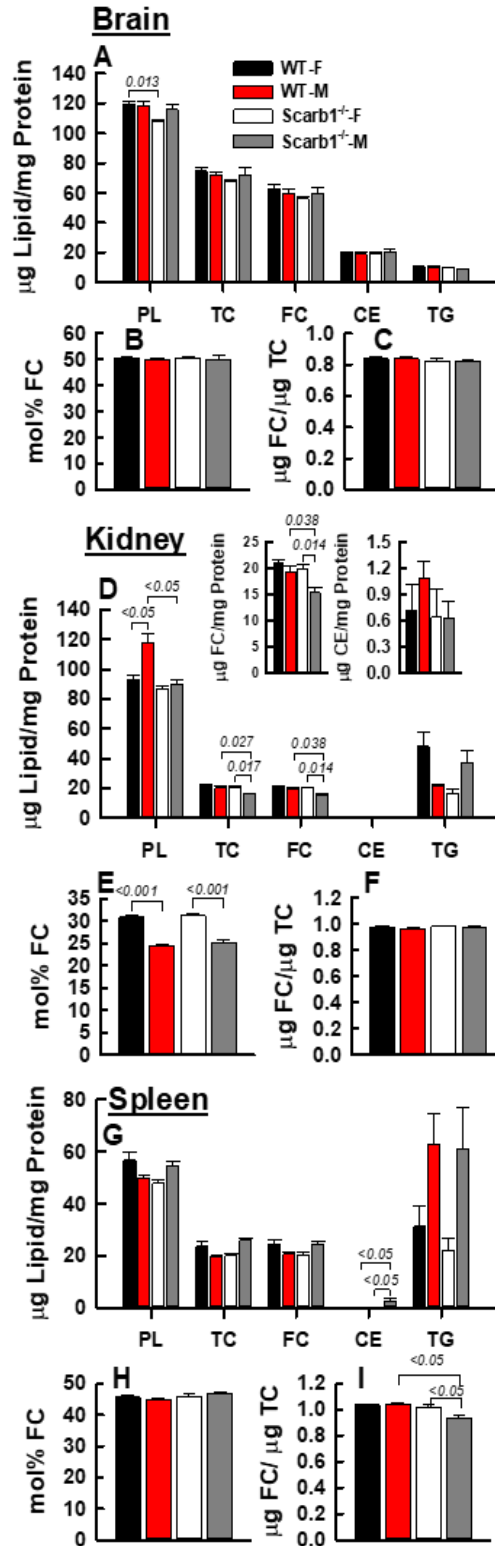 Brain
A
WT-F
WT-M
Scarb1-/--F
Scarb1-/--M
0.013
µg Lipid/mg Protein
140
120
100
80
60
40
20
0
PL TC FC CE TG
B
mol% FC
60
50
40
30
20
10
0
C
µg FC/µg TC
1.0
0.8
0.6
0.4
0.2
0.0
Kidney
D
µg Lipid/mg Protein
140
120
100
80
60
40
20
0
<.05
<.05
0.027
0.017
0.038
0.014
PL TC FC CE TG
µg FC/mg Protein
25
20
15
10
5
0
0.038
0.014
µg CE/mg Protein
1.5
1.2
0.9
0.6
0.3
0.0
E
mol% FC
35
30
25
20
15
10
5
0
<0.001
<0.001
F
µg FC/µg TC
1.2
1.0
0.8
0.6
0.4
0.2
0.0
Spleen
G
µg Lipid/mg Protein
80
60
40
20
0
<0.05
<0.05
PL TC FC CE TG
H
mol% FC
50
40
30
20
10
0
I
µg FC/ µg TC
1.2
1.0
0.8
0.6
0.4
0.2
0.0
<0.05
<0.05